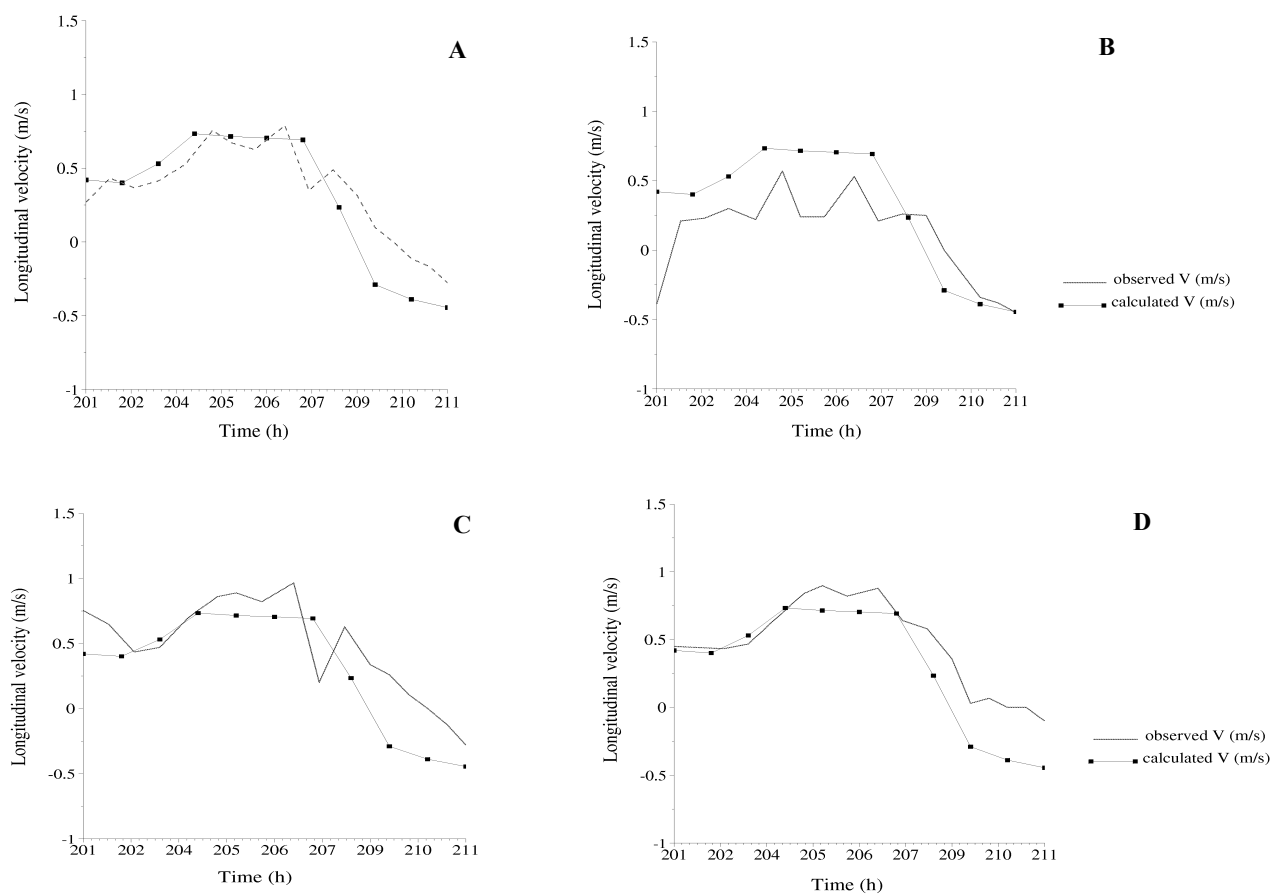 A
1.5
1
0.5
0
-0.5
-1
Longitudinal velocity (m/s)
201 202 204 205 206 207 209 210 211
Time (h)
B
1.5
1
0.5
0
-0.5
-1
Longitudinal velocity (m/s)
201 202 204 205 206 207 209 210 211
Time (h)
observed V (m/s)
calculated V (m/s)
C
1.5
1
0.5
0
-0.5
-1
Longitudinal velocity (m/s)
201 202 204 205 206 207 209 210 211
Time (h)
D
1.5
1
0.5
0
-0.5
-1
Longitudinal velocity (m/s)
201 202 204 205 206 207 209 210 211
Time (h)
observed V (m/s)
calculated V (m/s)